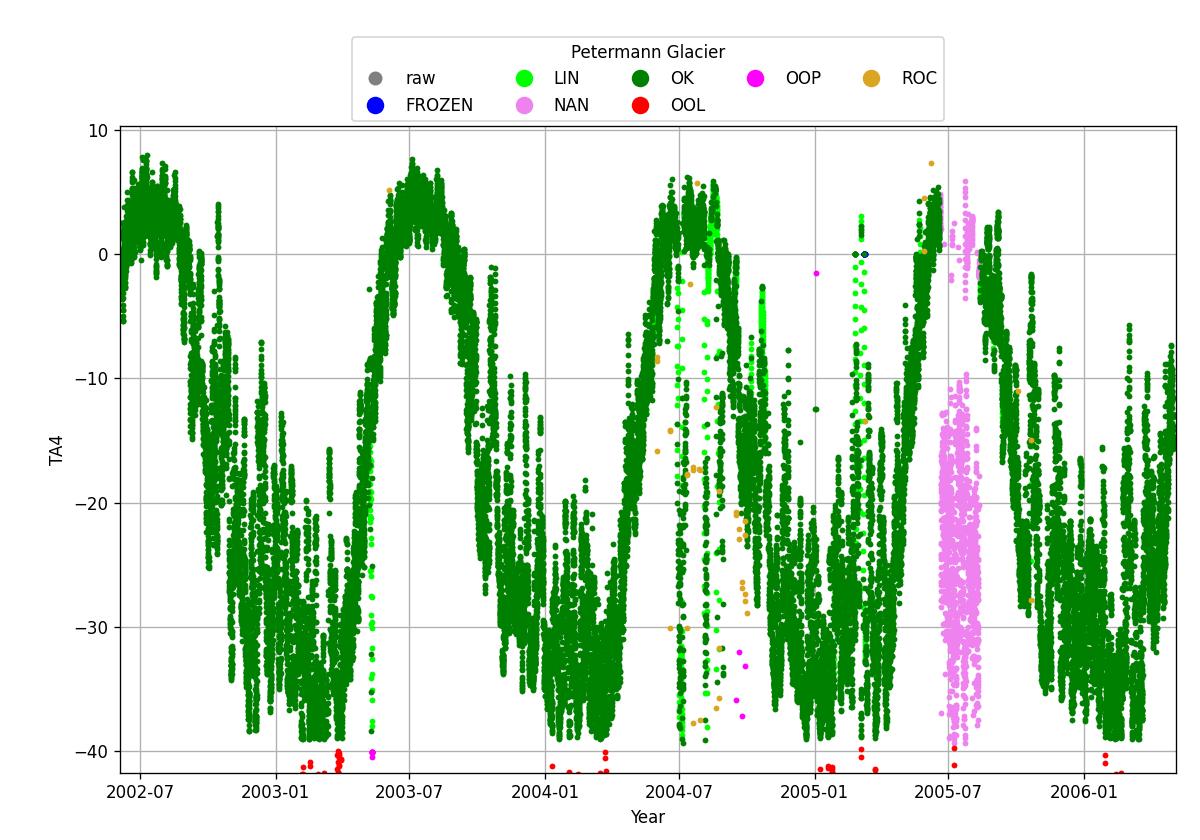 Petermann Glacier
raw LIN OK OOP ROC
FROZEN NAN OOL
10
0
−10
−20
−30
−40
TA4
2002-07 2003-01 2003-07 2004-01 2004-07 2005-01 2005-07 2006-01
Year